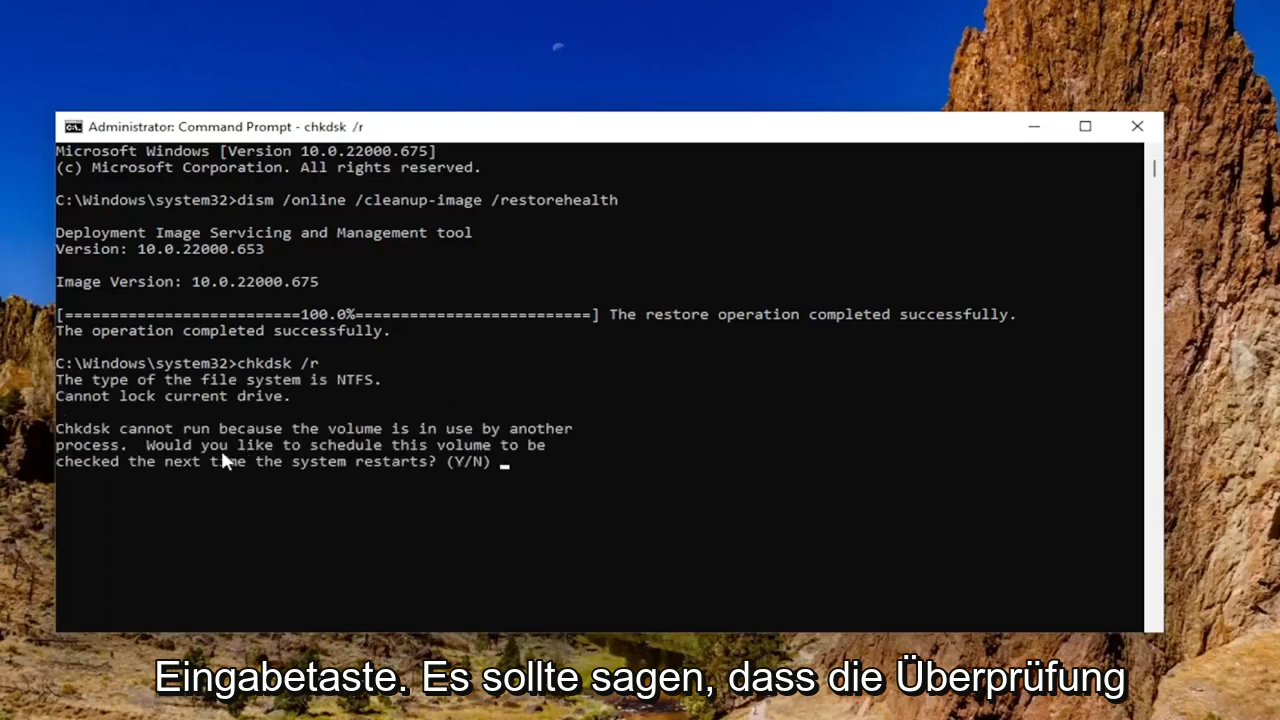 Administrator: Command Prompt - chkdsk /r
Microsoft Windows [Version 10.0.22000.675]
(c) Microsoft Corporation. All rights reserved.
C:\Windows\system32>dism /online /cleanup-image /restorehealth
Deployment Image Servicing and Management tool
Version: 10.0.22000.653
Image Version: 10.0.22000.675
[==========================100.0%==========================] The restore operation completed successfully.
The operation completed successfully.
C:\Windows\system32>chkdsk /r
The type of the file system is NTFS.
Cannot lock current drive.
Chkdsk cannot run because the volume is in use by another
process.  Would you like to schedule this volume to be
checked the next time the system restarts? (Y/N) _
Eingabetaste. Es sollte sagen, dass die Überprüfung